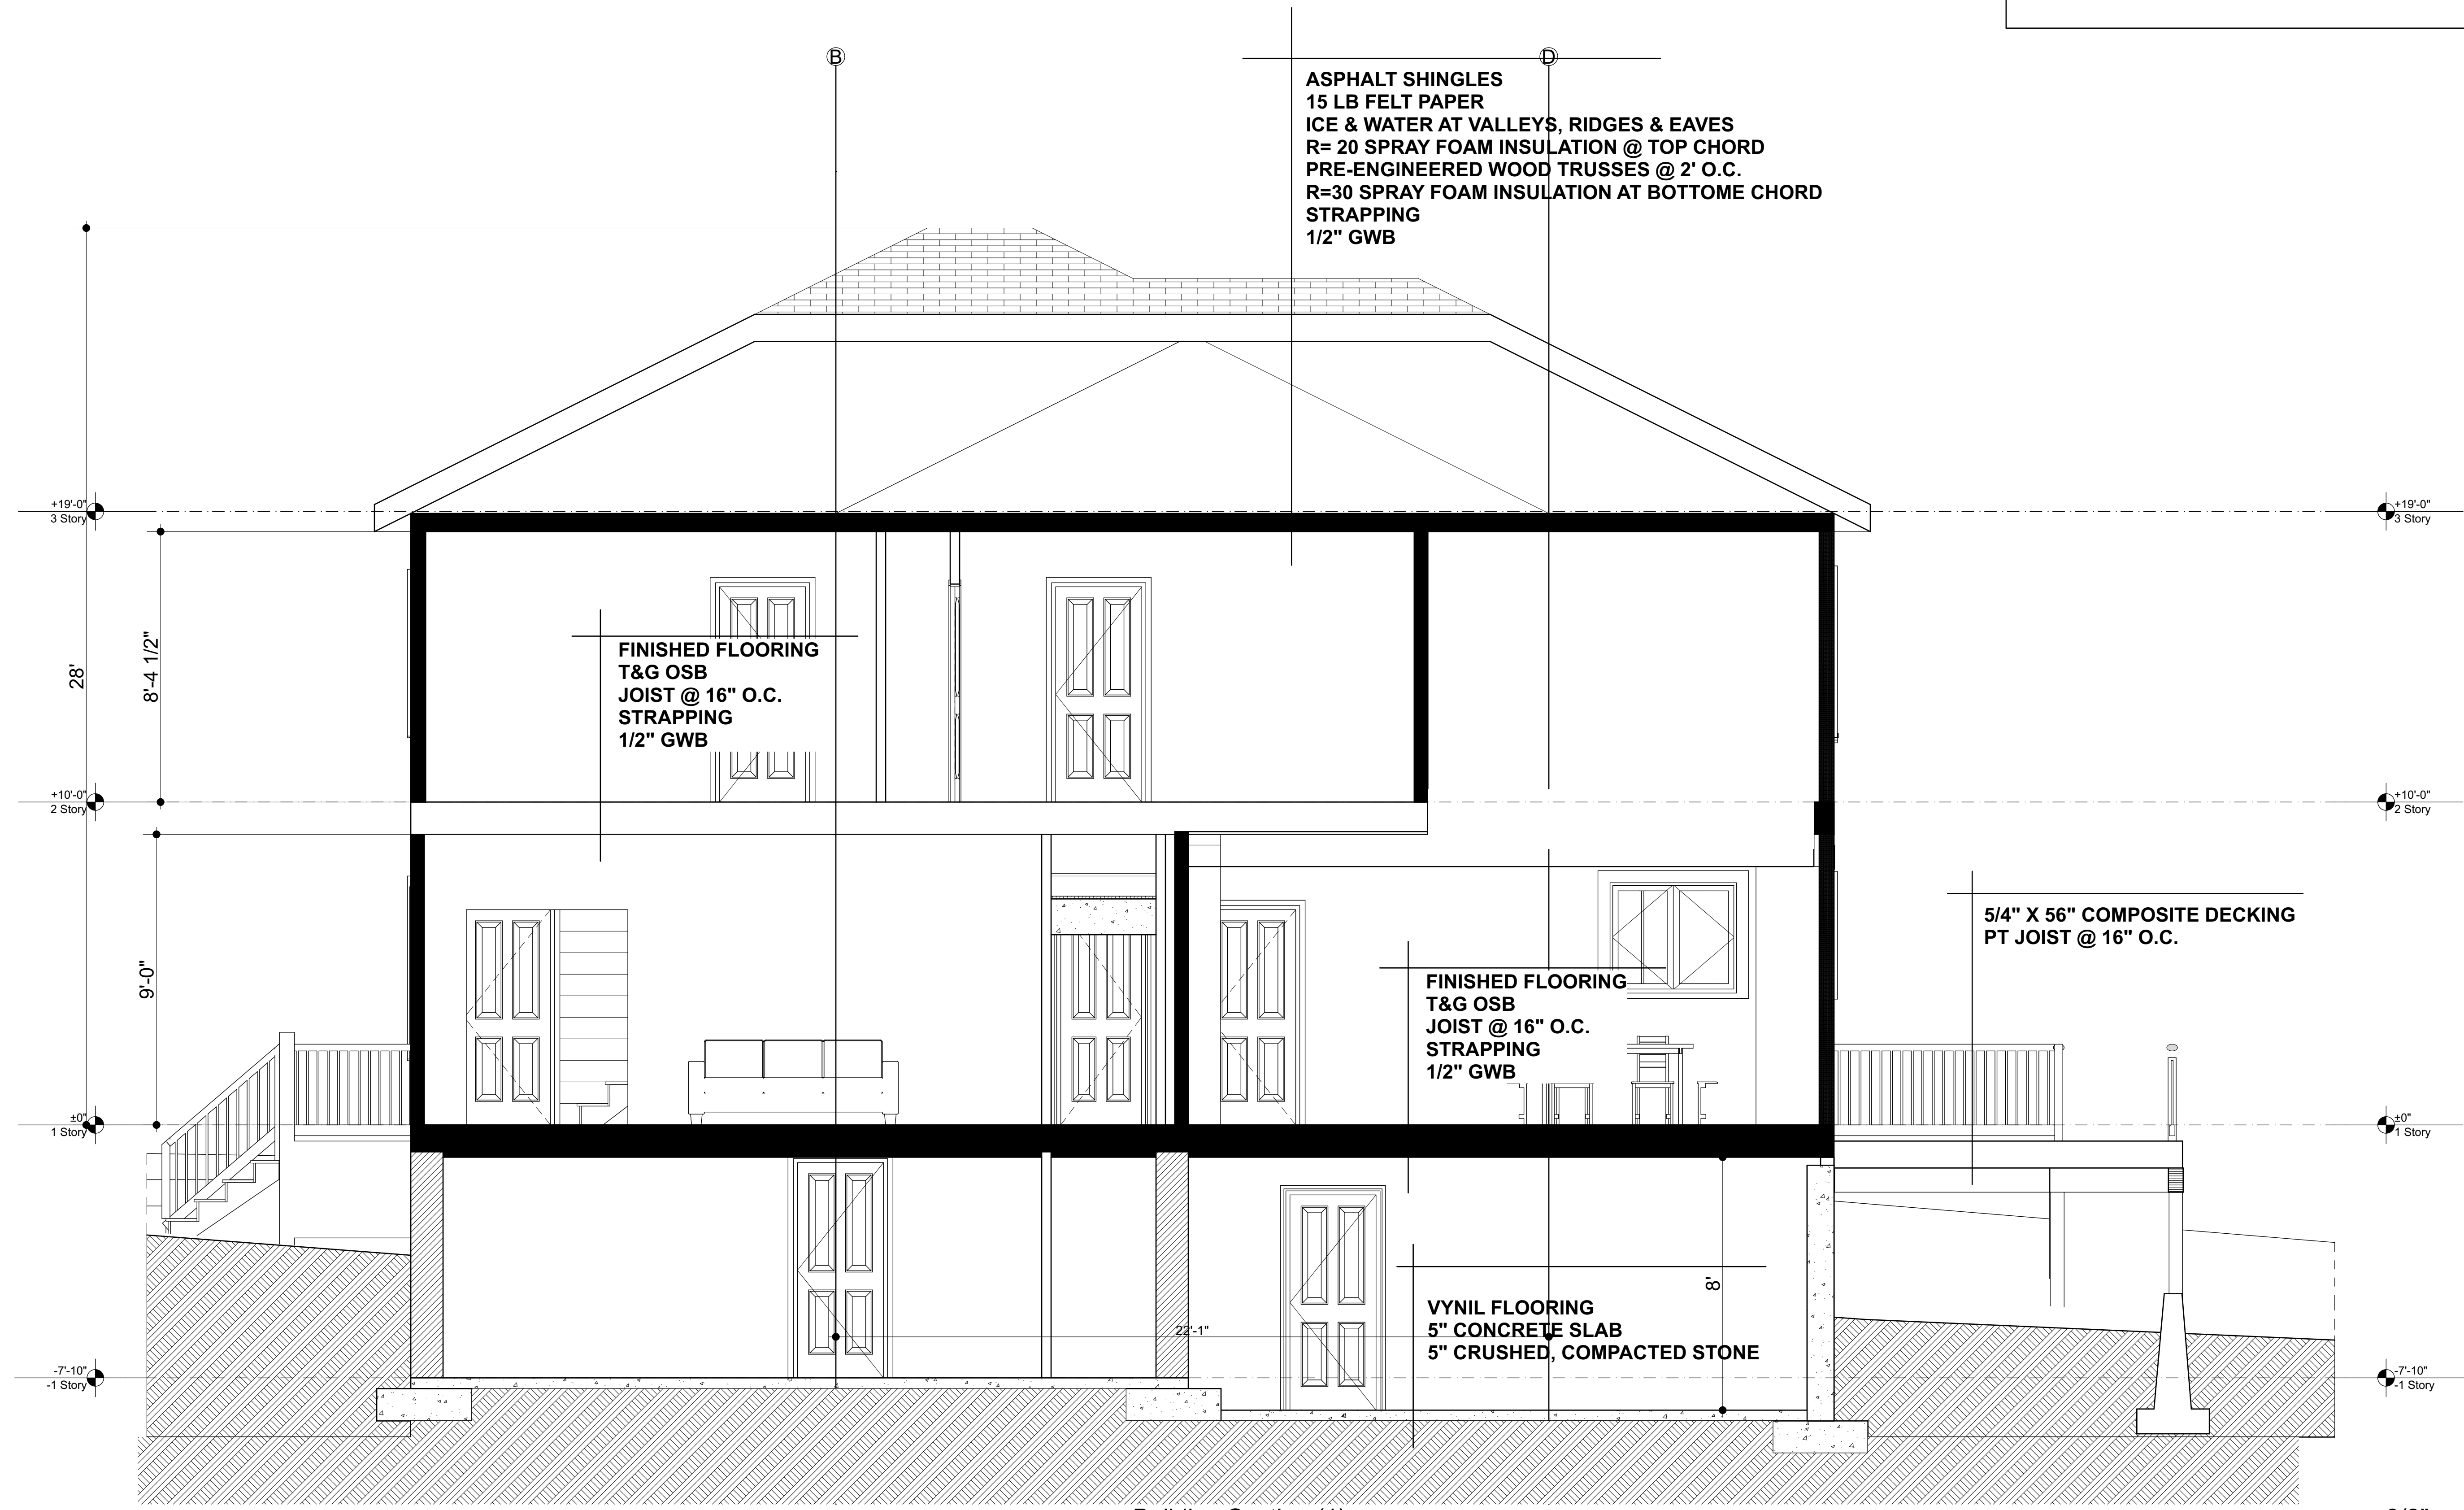 B
D
ASPHALT SHINGLES
15 LB FELT PAPER
ICE & WATER AT VALLEYS, RIDGES & EAVES
R= 20 SPRAY FOAM INSULATION @ TOP CHORD
PRE-ENGINEERED WOOD TRUSSES @ 2' O.C.
R=30 SPRAY FOAM INSULATION AT BOTTOME CHORD
STRAPPING
1/2" GWB
+19'-0"
3 Story
+19'-0"
3 Story
28'
8'-4 1/2"
FINISHED FLOORING
T&G OSB
JOIST @ 16" O.C.
STRAPPING
1/2" GWB
+10'-0"
2 Story
+10'-0"
2 Story
9'-0"
5/4" X 56" COMPOSITE DECKING
PT JOIST @ 16" O.C.
FINISHED FLOORING
T&G OSB
JOIST @ 16" O.C.
STRAPPING
1/2" GWB
±0"
1 Story
±0"
1 Story
8'
VYNIL FLOORING
5" CONCRETE SLAB
5" CRUSHED, COMPACTED STONE
22'-1"
-7'-10"
-1 Story
-7'-10"
-1 Story